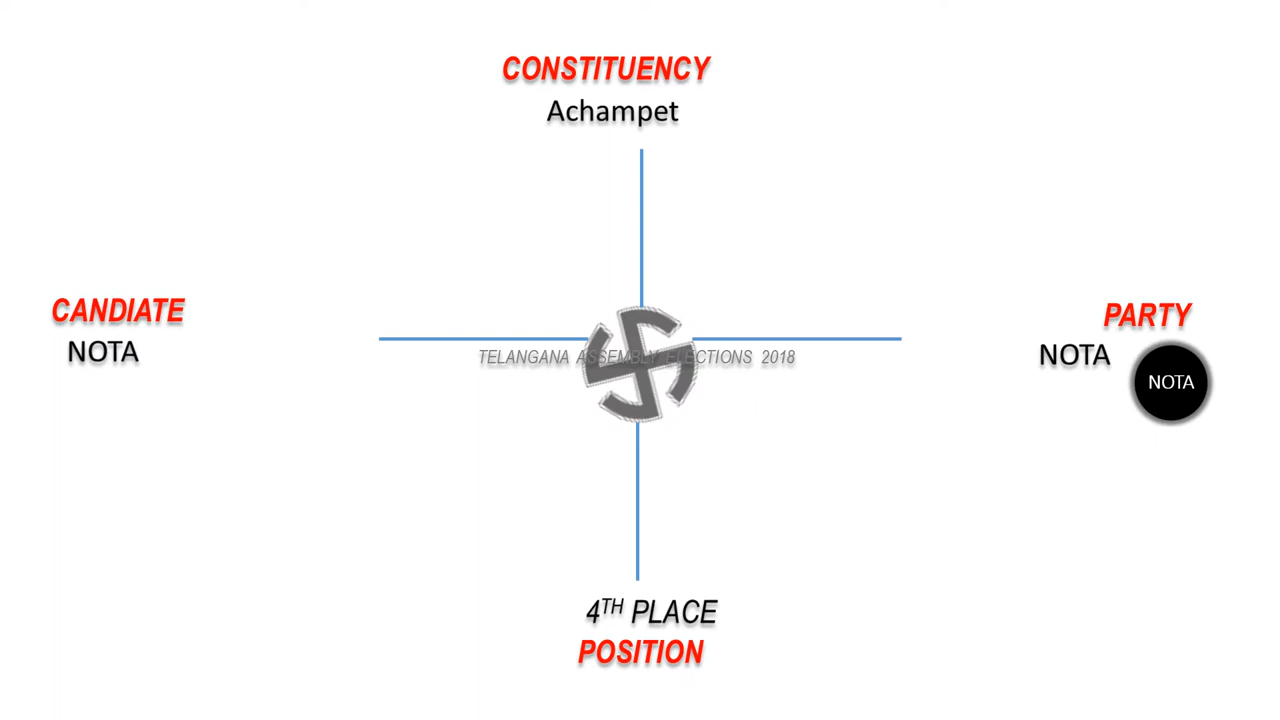 CONSTITUENCY
Achampet
CANDIATE
NOTA
TELANGANA ASSEMBLY ELECTIONS 2018
PARTY
NOTA
NOTA
4TH PLACE
POSITION